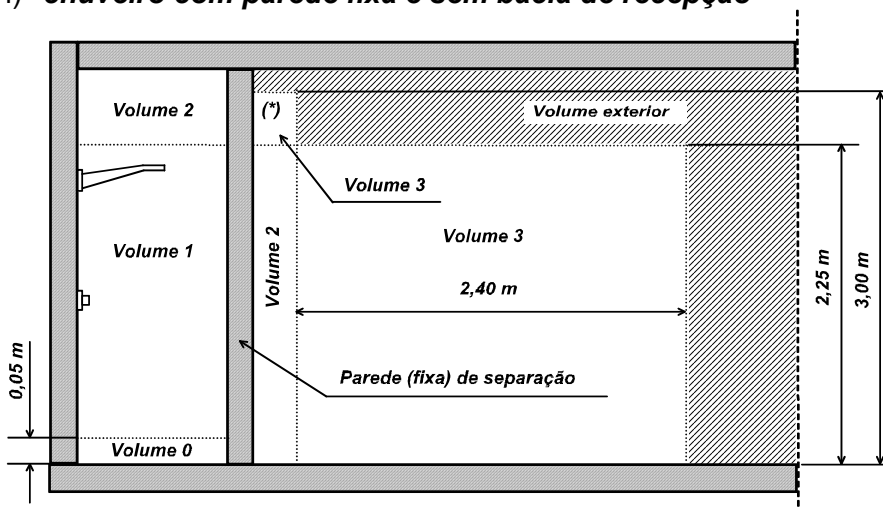 chuveiro com parede fixa e sem bacia de recepção
Volume 2
(*)
Volume exterior
Volume 3
Volume 1
Volume 2
Volume 3
2,40 m
2,25 m
3,00 m
0,05 m
Parede (fixa) de separação
Volume 0